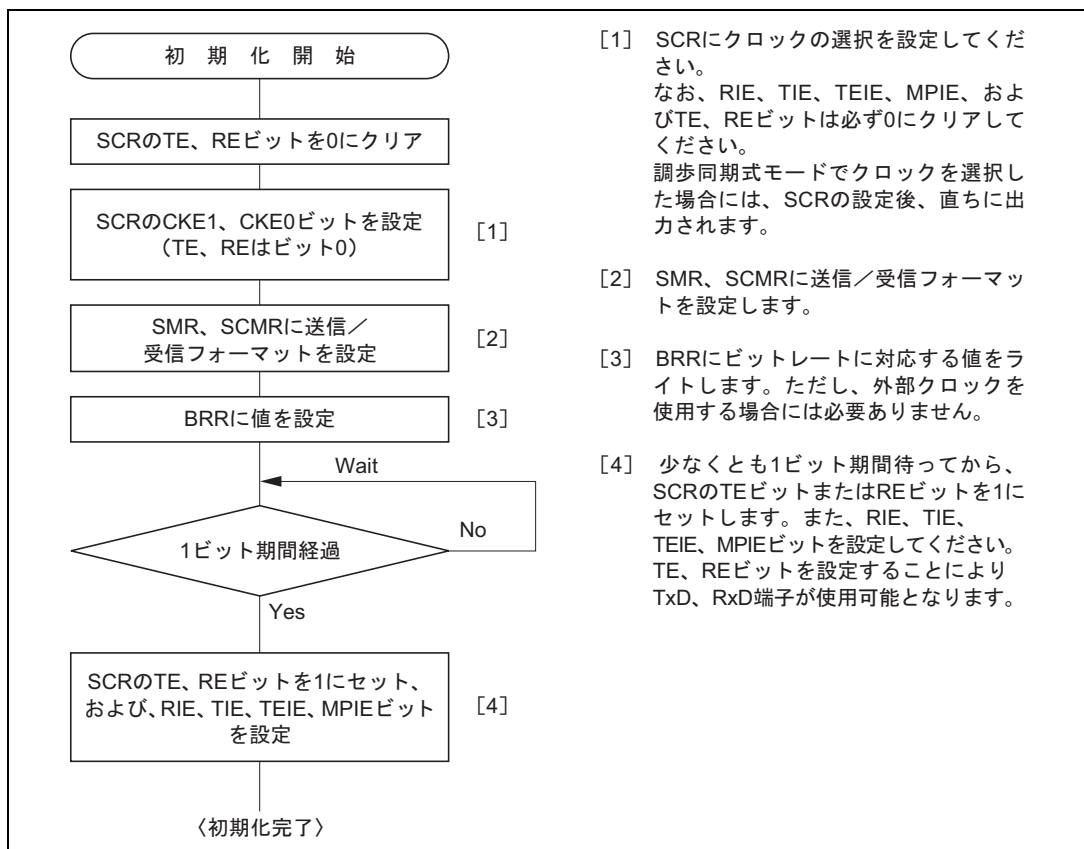 初 期 化 開 始
SCRのTE、REビットを0にクリア
SCRのCKE1、CKE0ビットを設定
（TE、REはビット0）
［1］
SMR、SCMRに送信／
受信フォーマットを設定
［2］
BRRに値を設定
［3］
Wait
1ビット期間経過
No
Yes
SCRのTE、REビットを1にセット、
および、RIE、TIE、TEIE、MPIEビット
を設定
［4］
〈初期化完了〉
［1］ SCRにクロックの選択を設定してくだ
さい。
なお、RIE、TIE、TEIE、MPIE、およ
びTE、REビットは必ず0にクリアして
ください。
調歩同期式モードでクロックを選択し
た場合には、SCRの設定後、直ちに出
力されます。
［2］ SMR、SCMRに送信／受信フォーマッ
トを設定します。
［3］ BRRにビットレートに対応する値をラ
イトします。ただし、外部クロックを
使用する場合には必要ありません。
［4］ 少なくとも1ビット期間待ってから、
SCRのTEビットまたはREビットを1に
セットします。また、RIE、TIE、
TEIE、MPIEビットを設定してください。
TE、REビットを設定することにより
TxD、RxD端子が使用可能となります。